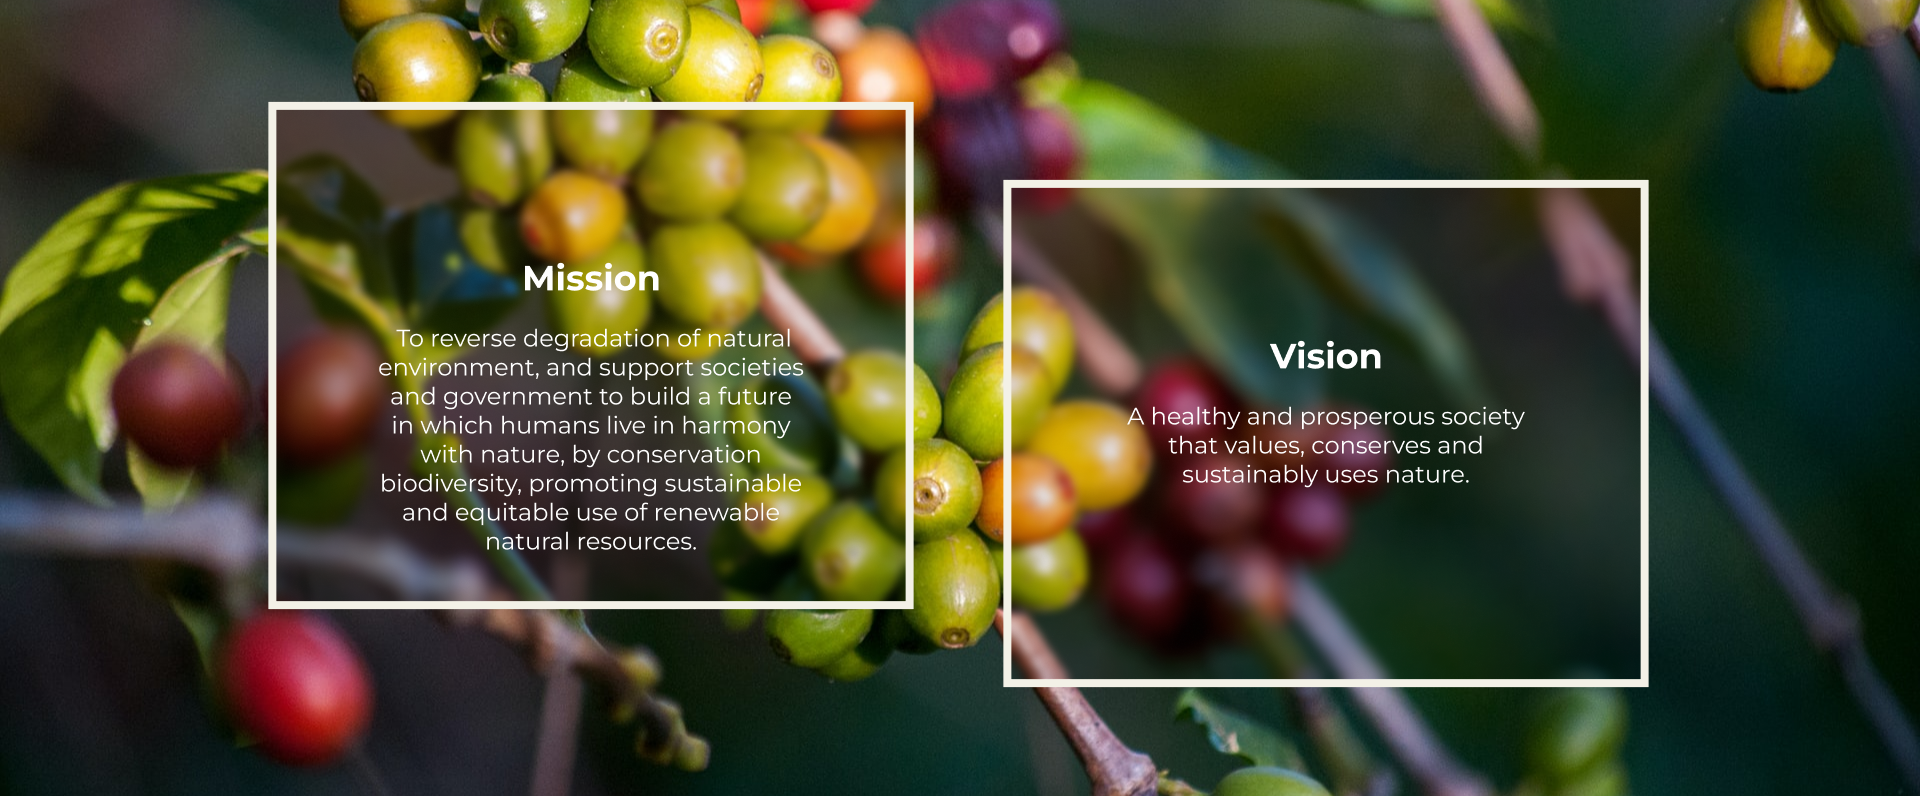 Mission
To reverse degradation of natural
environment, and support societies
and government to build a future
in which humans live in harmony
with nature, by conservation
biodiversity, promoting sustainable
and equitable use of renewable
natural resources.
Vision
A healthy and prosperous society
that values, conserves and
sustainably uses nature.